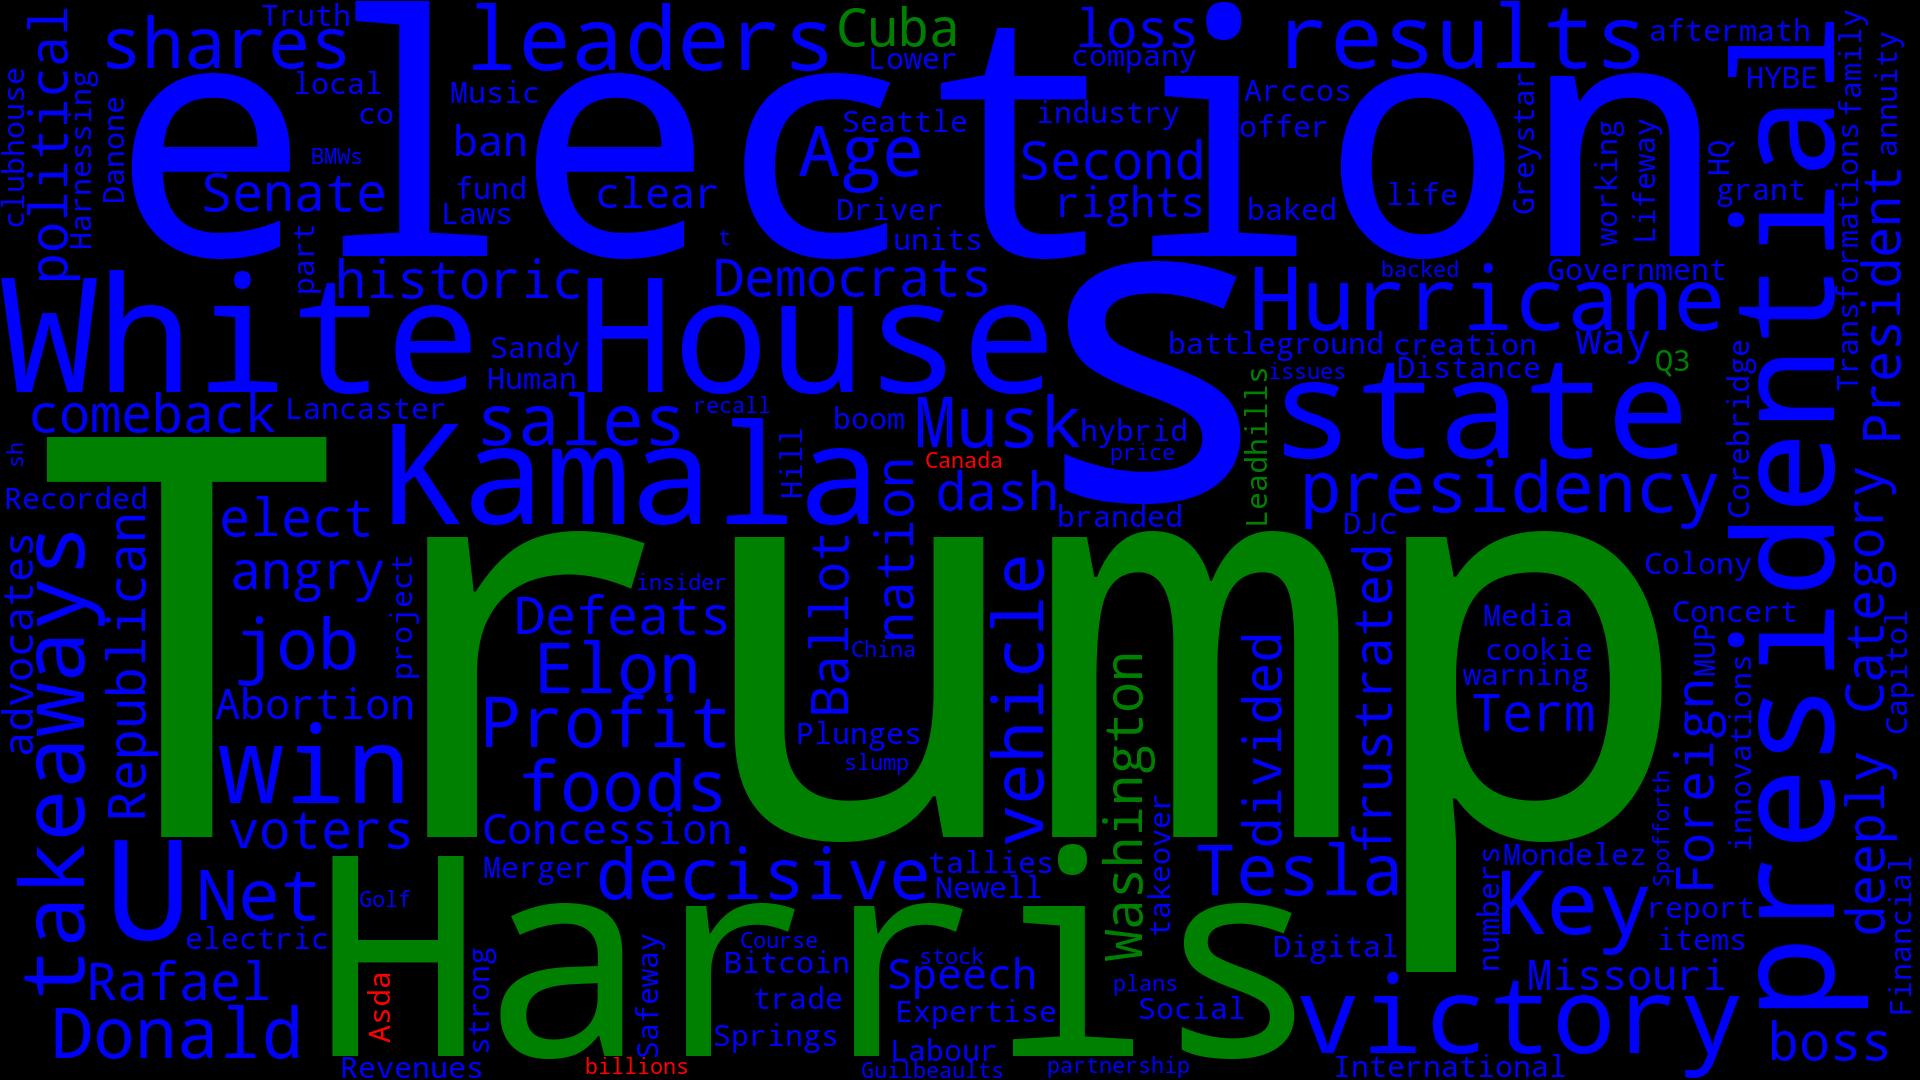 Truth
shares
leaders
Cuba
Lower
loss
company
results
aftermath
family
political
clubhouse
Harnessing
Danone
local
co
BMWs
Senate
election
Music
ban
fund
Laws
clear
Age
Seattle
Driver
units
t
industry
Second
rights
Arccos
offer
baked
life
Greystar
working
Lifeway
HQ
HYBE
grant
annuity
Transformations
President
presidential
part
historic
Democrats
White
House
s
Hurricane
backed
Government
Sandy
Human
battleground
creation
Way
Q3
issues
Distance
state
Leadhills
Corebridge
comeback
Lancaster
sales
recall
boom
Musk
hybrid
price
Canada
dash
branded
presidency
DJC
sh
Recorded
Kamala
Hill
nation
elect
angry
project
insider
Trump
Defeats
Ballot
China
vehicle
Washington
divided
frustrated
Media
cookie
warning
Term
Colony
Concert
MUP
Foreign
innovations
Category
Capitol
deeply
advocates
takeaways
Republican
job
Abortion
win
voters
Elon
Profit
Plunges
slump
foods
Concession
Merger
decisive
tallies
Newell
takeover
Tesla
numbers
Mondelez
Key
Spofforth
report
items
Financial
U
Net
electric
Rafael
Donald
Harris
Golf
Asda
strong
Safeway
Course
Bitcoin
trade
Springs
stock
Speech
Expertise
Labour
Guilbeaults
plans
Social
Digital
Missouri
victory
boss
Revenues
billions
partnership
International